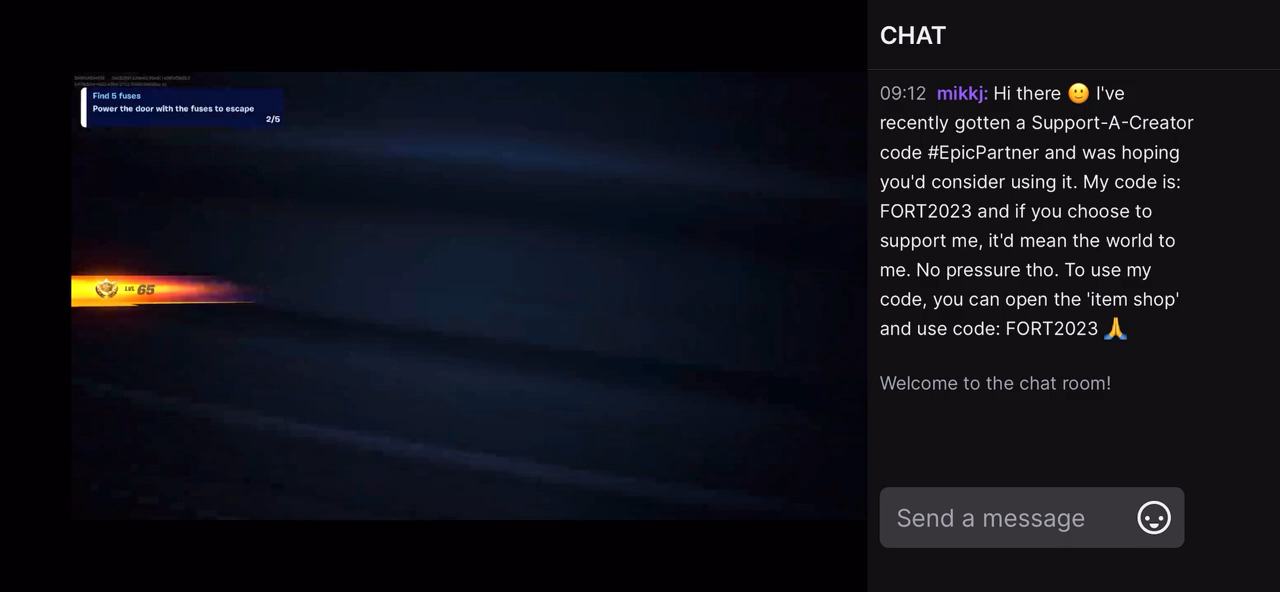 Find 5 fuses
Power the door with the fuses to escape
2/5
LVL 65
CHAT
09:12 mikkj: Hi there 🙂 I've
recently gotten a Support-A-Creator
code #EpicPartner and was hoping
you'd consider using it. My code is:
FORT2023 and if you choose to
support me, it'd mean the world to
me. No pressure tho. To use my
code, you can open the 'item shop'
and use code: FORT2023 🙏
Welcome to the chat room!
Send a message